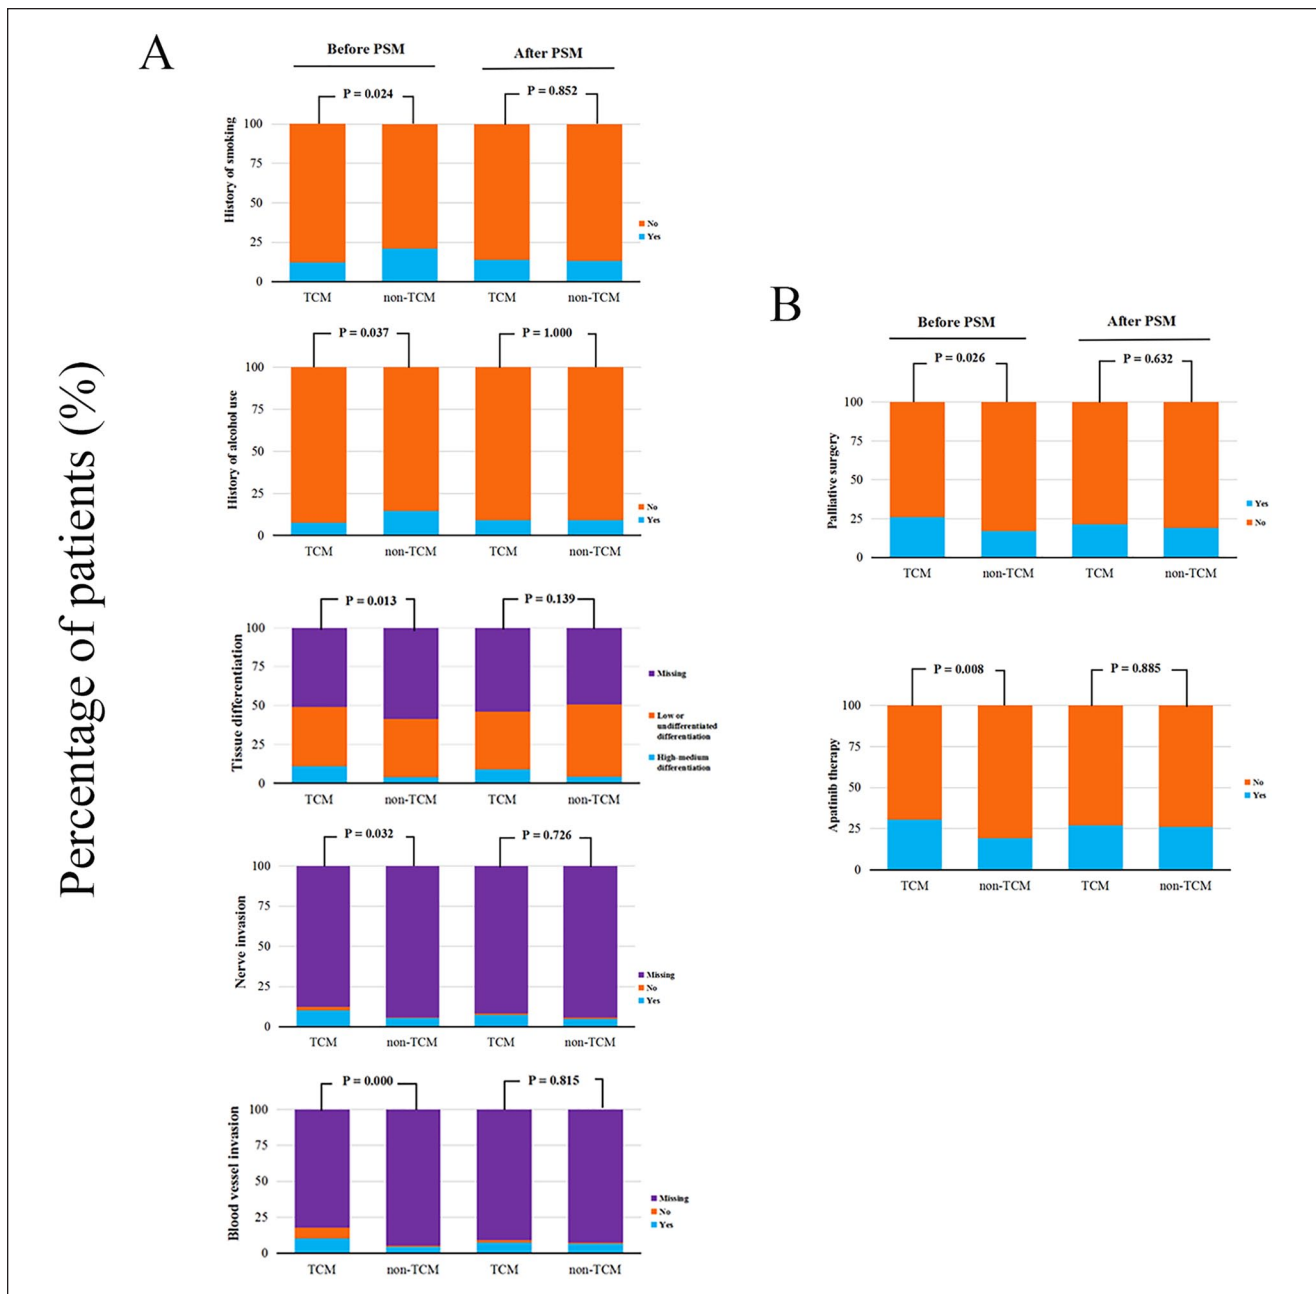 A
Before PSM
After PSM
P = 0.024
P = 0.852
History of smoking
100
75
50
25
0
No
Yes
TCM
non-TCM
TCM
non-TCM
P = 0.037
P = 1.000
History of alcohol use
100
75
50
25
0
No
Yes
TCM
non-TCM
TCM
non-TCM
P = 0.013
P = 0.139
Tissue differentiation
100
75
50
25
0
Missing
Low or
undifferentiated
differentiation
High-medium
differentiation
TCM
non-TCM
TCM
non-TCM
P = 0.032
P = 0.726
Nerve invasion
100
75
50
25
0
Missing
No
Yes
TCM
non-TCM
TCM
non-TCM
P = 0.000
P = 0.815
Blood vessel invasion
100
75
50
25
0
Missing
No
Yes
TCM
non-TCM
TCM
non-TCM
Percentage of patients (%)
B
Before PSM
After PSM
P = 0.026
P = 0.632
Palliative surgery
100
75
50
25
0
Yes
No
TCM
non-TCM
TCM
non-TCM
P = 0.008
P = 0.885
Apatinib therapy
100
75
50
25
0
No
Yes
TCM
non-TCM
TCM
non-TCM